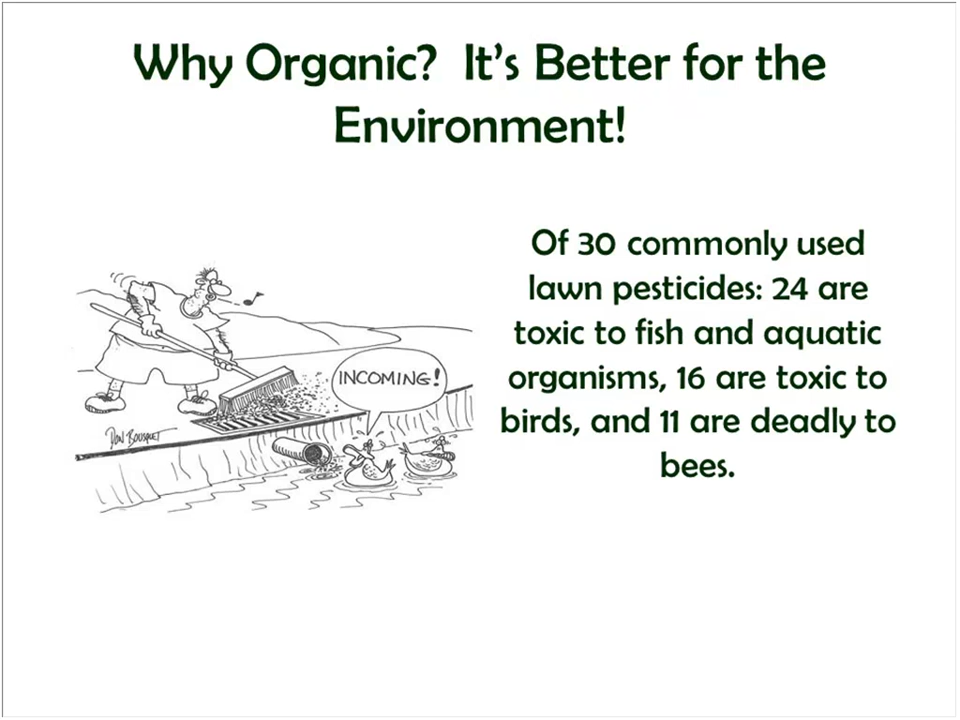 Why Organic?  It's Better for the
Environment!
Of 30 commonly used
lawn pesticides: 24 are
toxic to fish and aquatic
organisms, 16 are toxic to
birds, and 11 are deadly to
bees.
INCOMING!
DON BOUSQUET